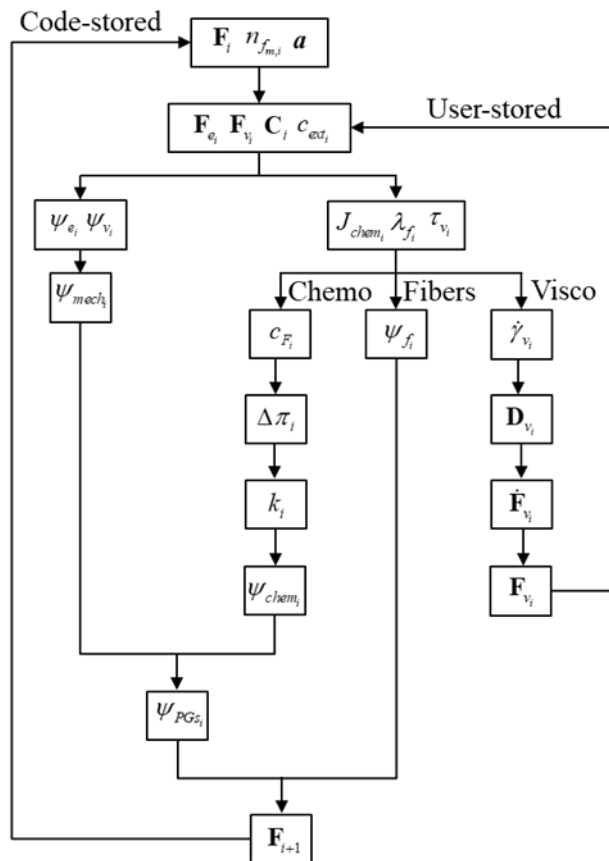 Code-stored
F_i n_{f_{m,i}} a
User-stored
F_{e_i} F_{v_i} C_i c_{ext_i}
ψ_{e_i} ψ_{v_i}
J_{chem_i} λ_{f_i} τ_{v_i}
ψ_{mech_i}
Chemo
Fibers
Visco
c_{F_i}
ψ_{f_i}
γ̇_{v_i}
Δπ_i
D_{v_i}
k_i
Ḟ_{v_i}
ψ_{chem_i}
F_{v_i}
ψ_{PGs_i}
F_{i+1}